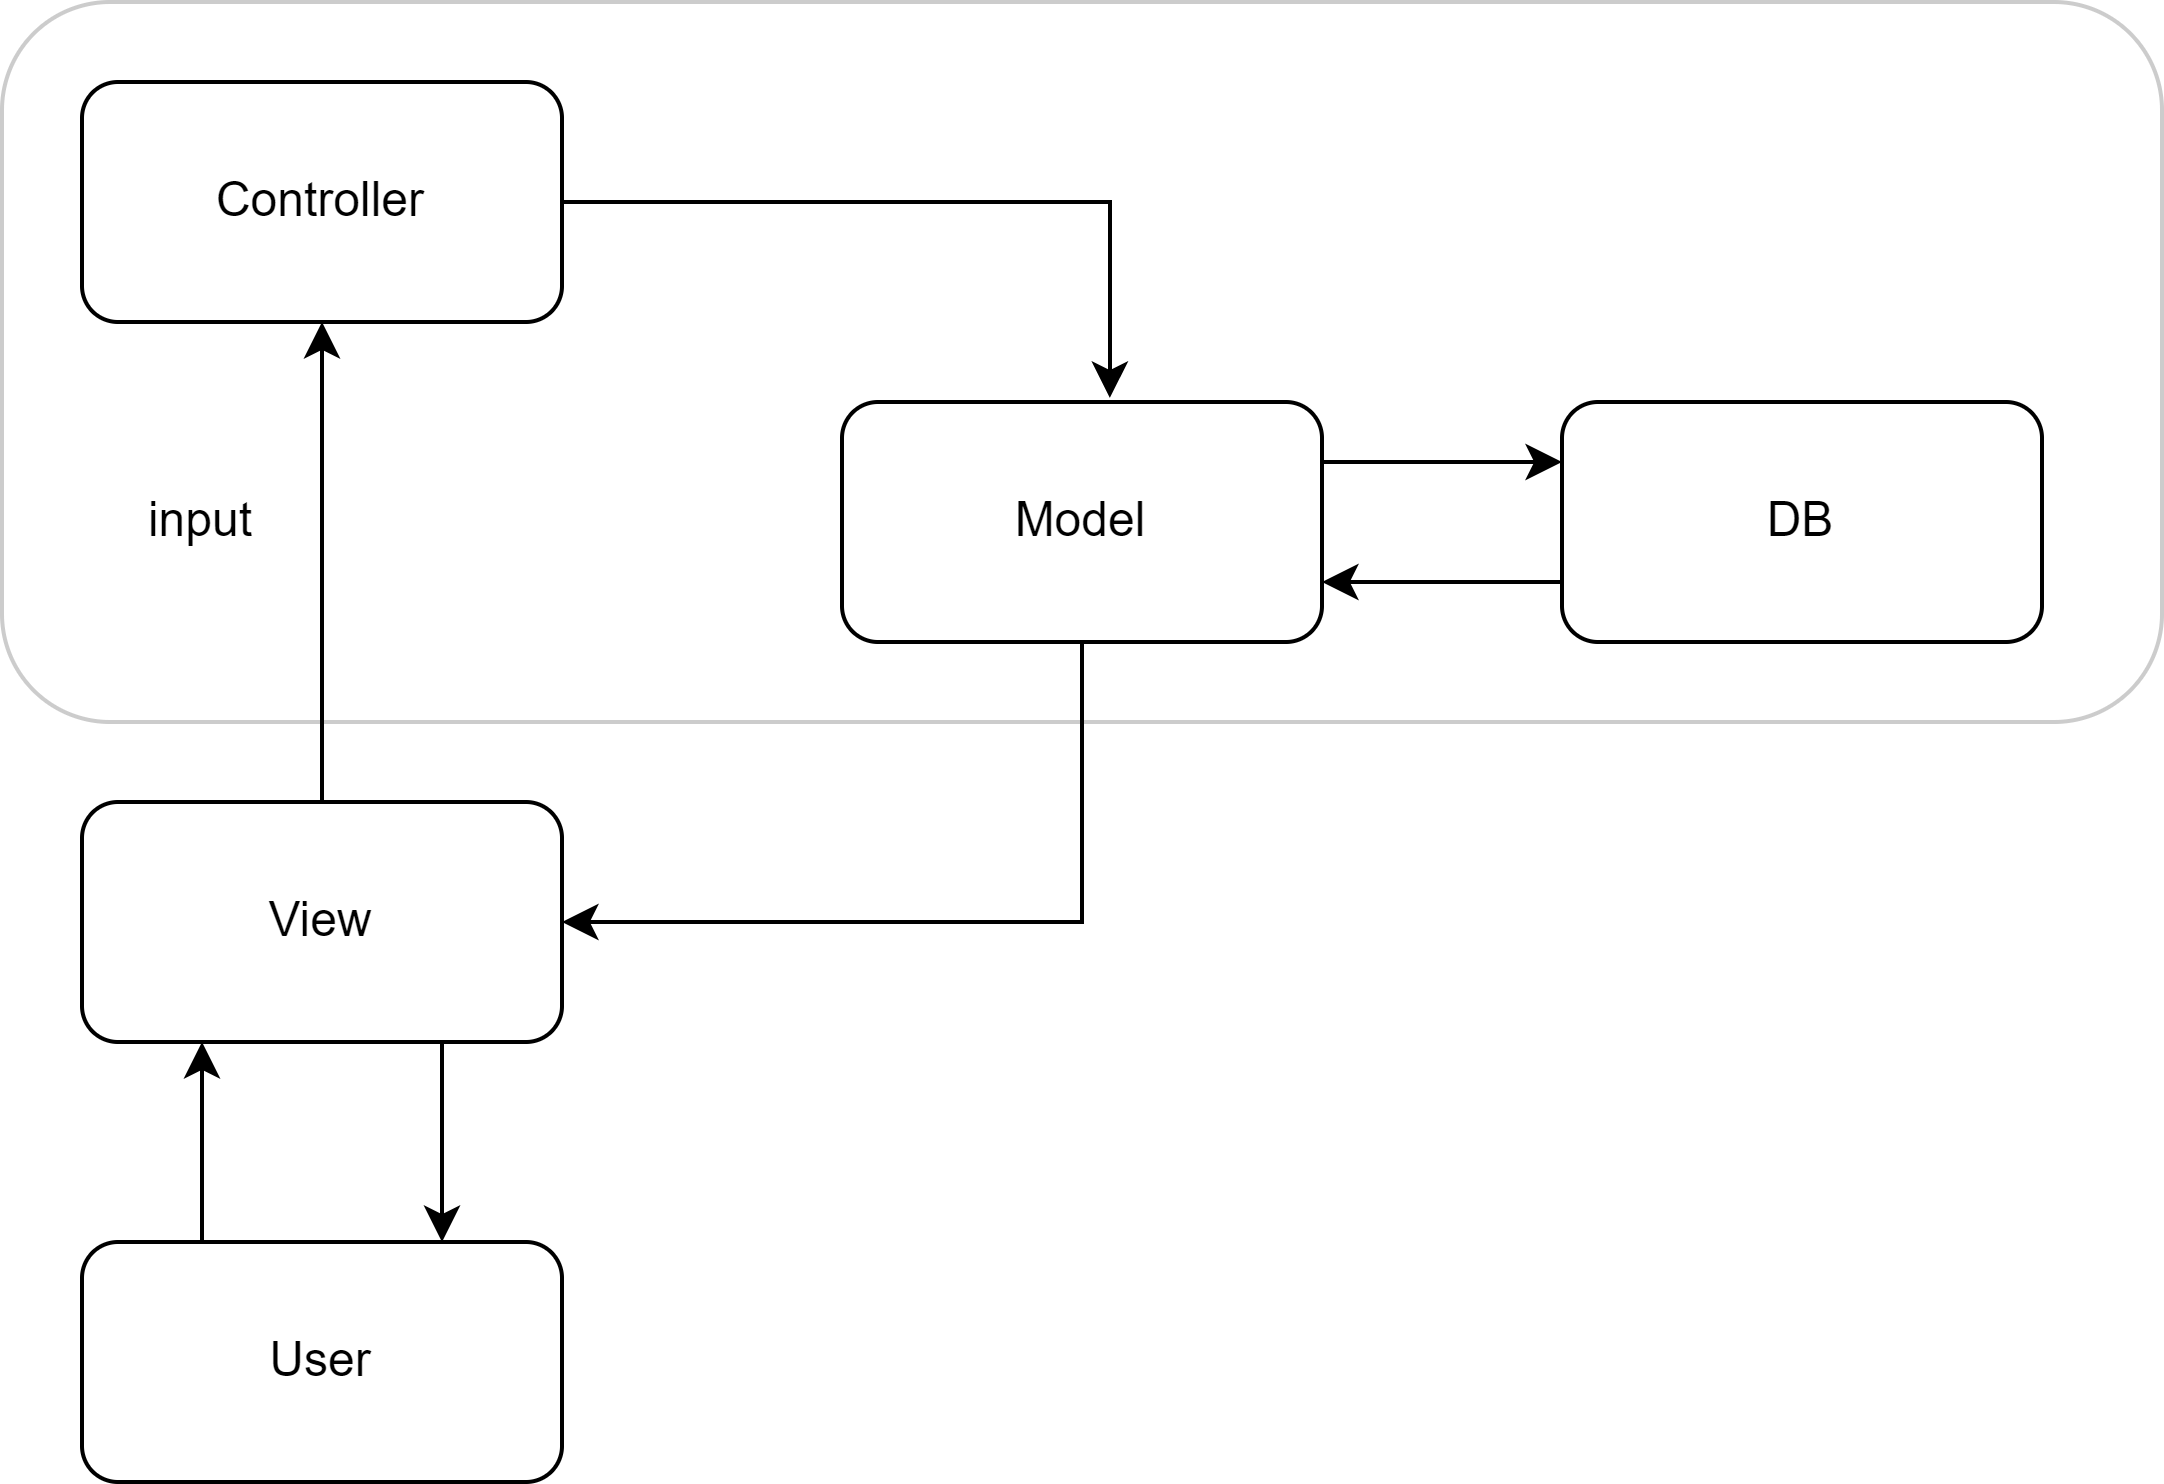 Controller
input
Model
DB
View
User